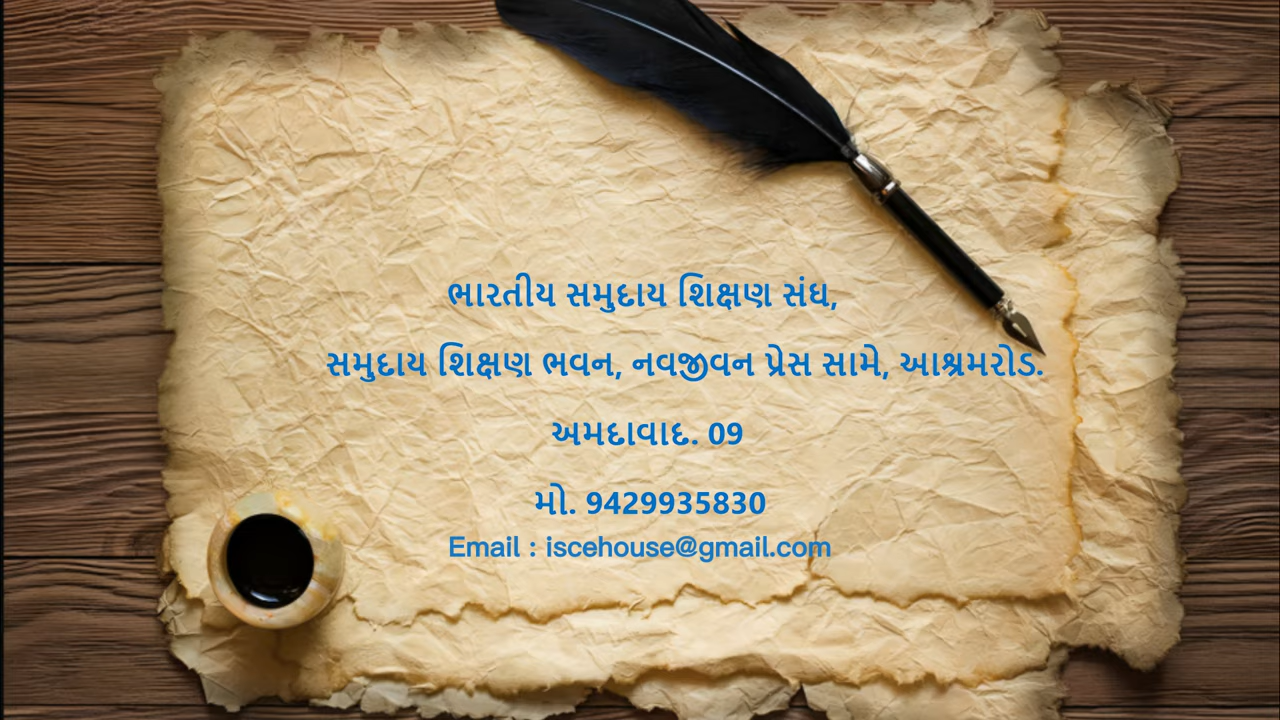 ભારતીય સમુદાય શિક્ષણ સંઘ,
સમુદાય શિક્ષણ ભવન, નવજીવન પ્રેસ સામે, આશ્રમરોડ.
અમદાવાદ. 09
મો. 9429935830
Email : iscehouse@gmail.com